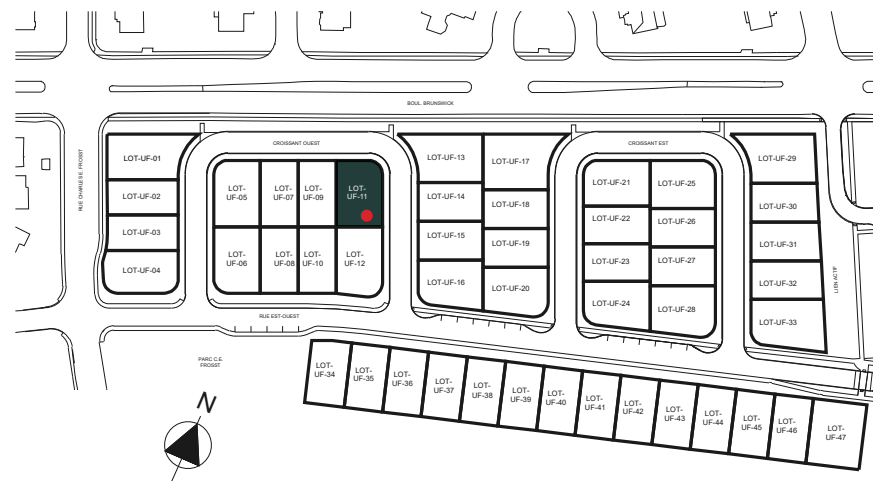 BOUL. BRUNSWICK
CROISSANT OUEST
CROISSANT EST
RUE CHARLES E. FROSST
LOT-UF-01
LOT-UF-02
LOT-UF-03
LOT-UF-04
LOT-
UF-05
LOT-
UF-07
LOT-
UF-09
LOT-
UF-11
LOT-
UF-06
LOT-
UF-08
LOT-
UF-10
LOT-
UF-12
LOT-UF-13
LOT-UF-14
LOT-UF-15
LOT-UF-16
LOT-UF-17
LOT-UF-18
LOT-UF-19
LOT-UF-20
LOT-UF-21
LOT-UF-22
LOT-UF-23
LOT-UF-24
LOT-UF-25
LOT-UF-26
LOT-UF-27
LOT-UF-28
LOT-UF-29
LOT-UF-30
LOT-UF-31
LOT-UF-32
LOT-UF-33
LIEN ACTIF
RUE EST-OUEST
PARC C.E.
FROSST
LOT-
UF-34
LOT-
UF-35
LOT-
UF-36
LOT-
UF-37
LOT-
UF-38
LOT-
UF-39
LOT-
UF-40
LOT-
UF-41
LOT-
UF-42
LOT-
UF-43
LOT-
UF-44
LOT-
UF-45
LOT-
UF-46
LOT-
UF-47
N